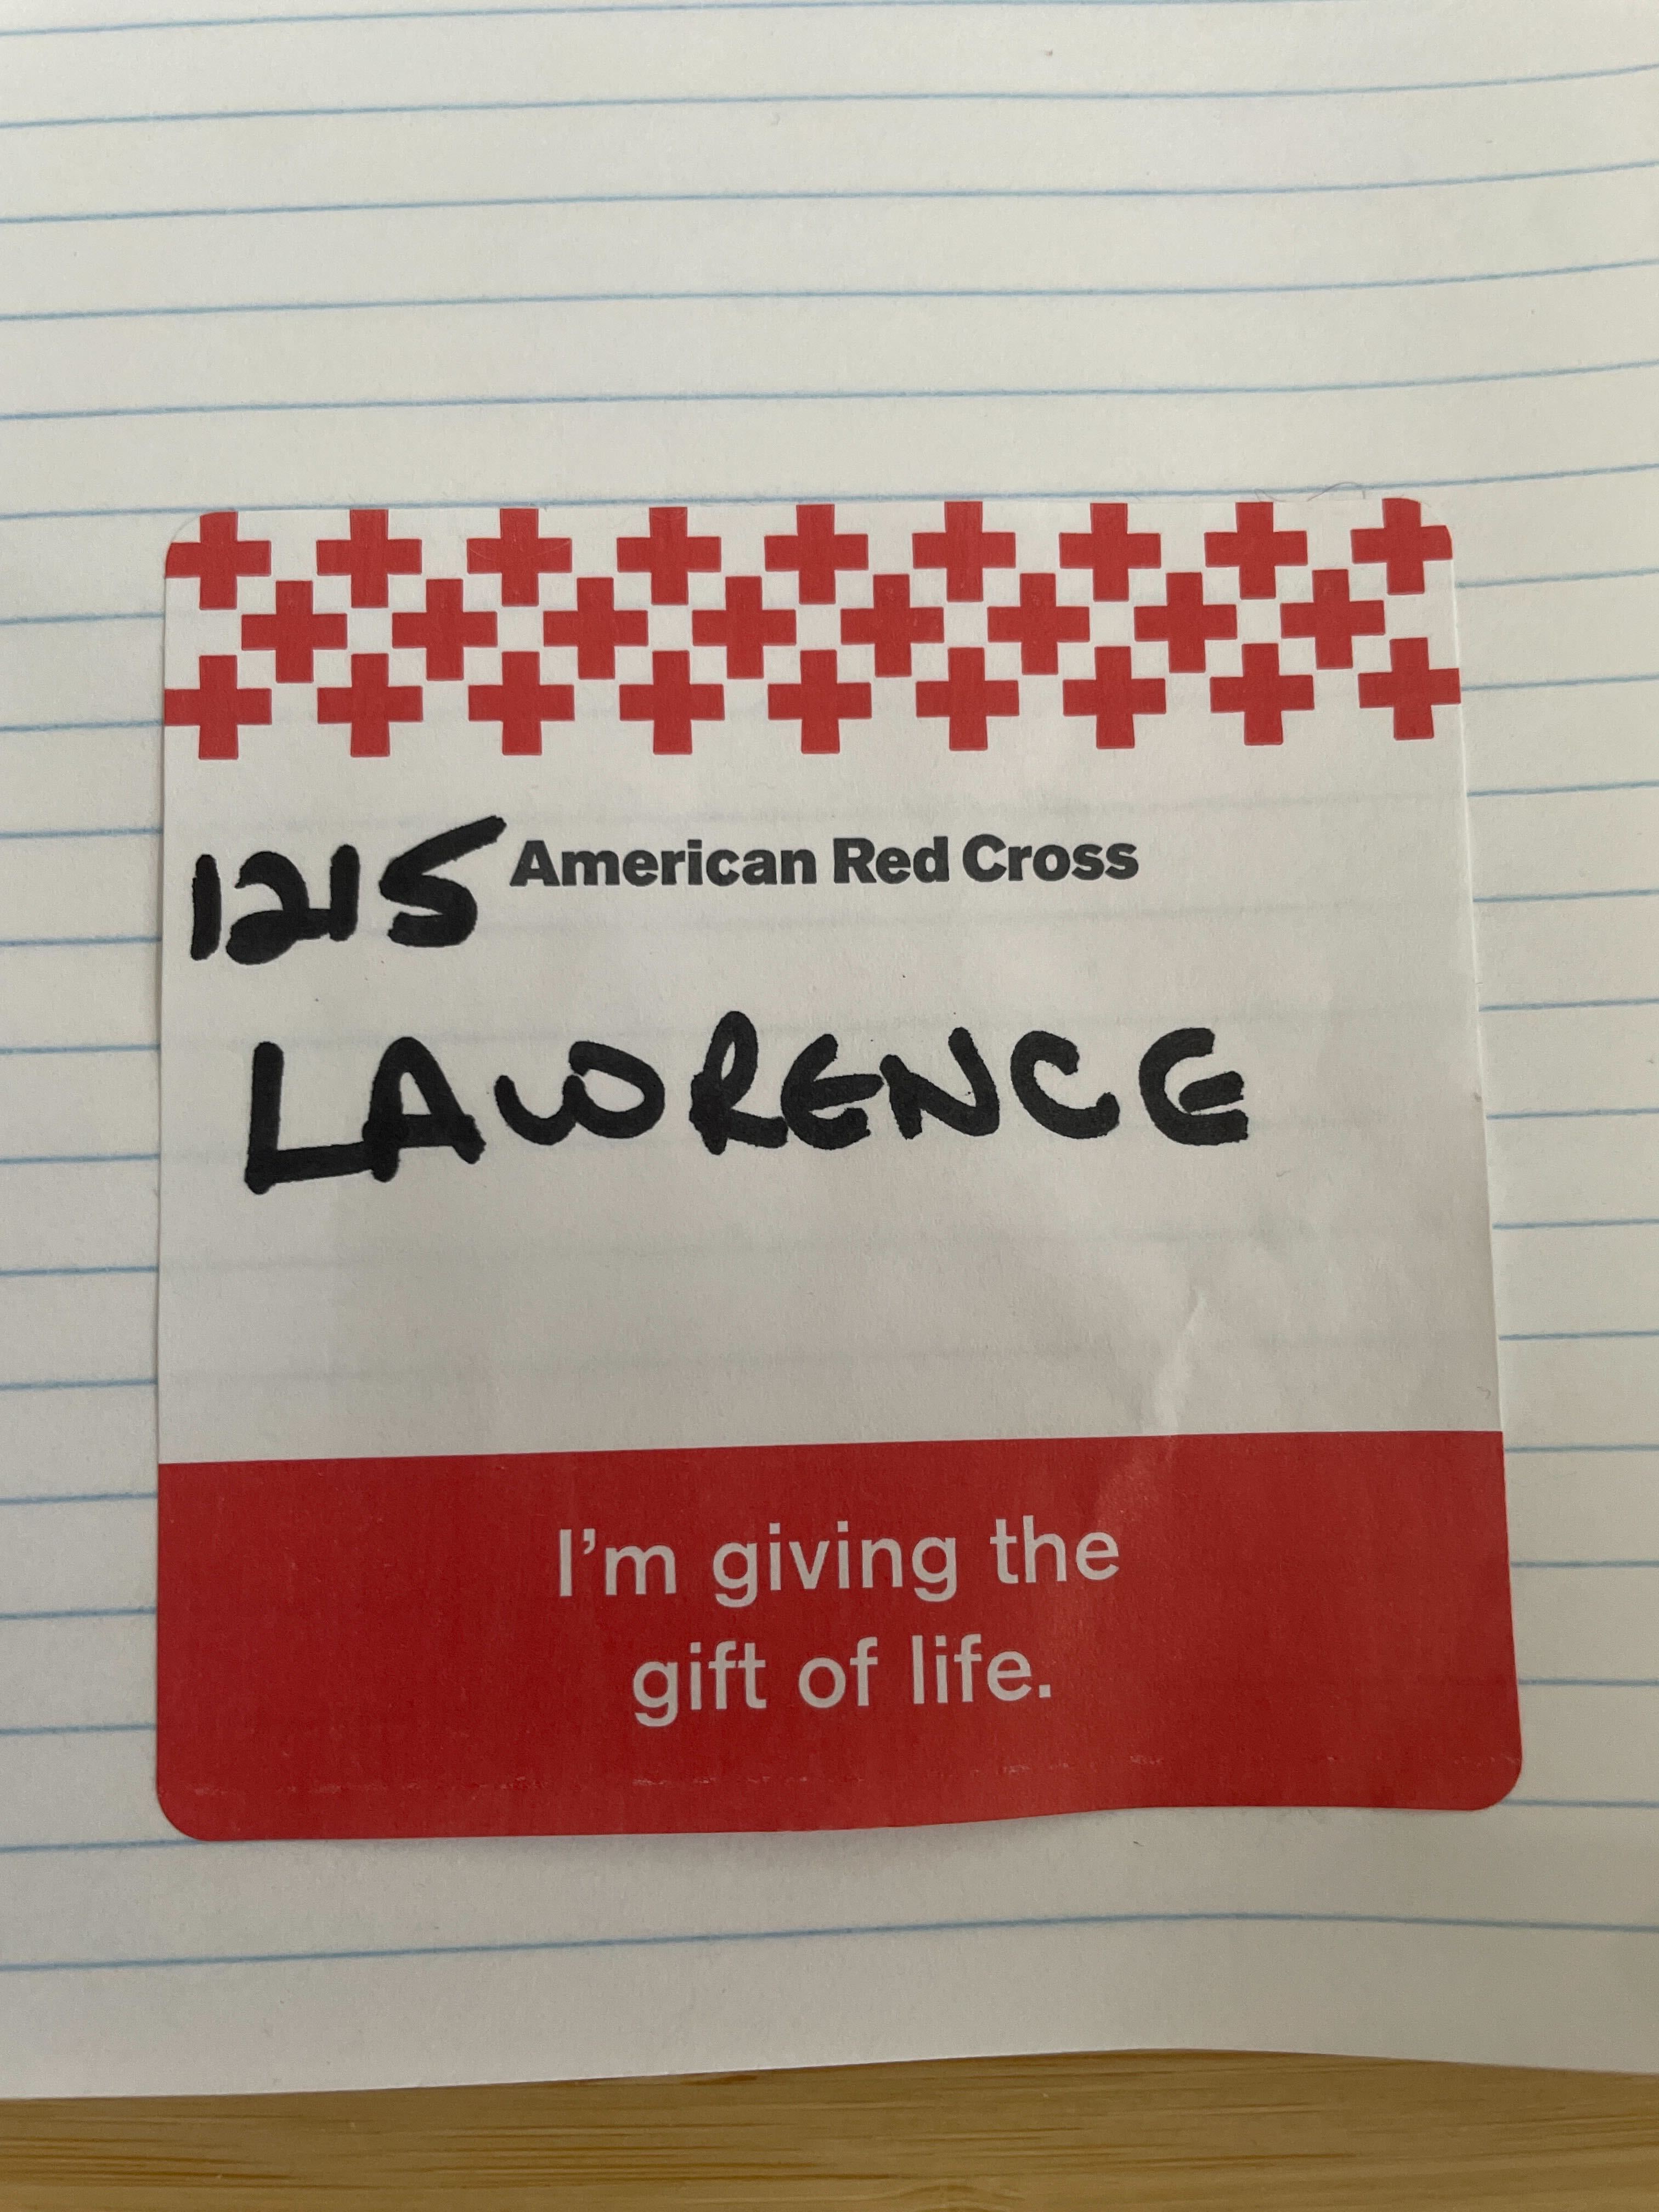 1215 American Red Cross
LAWRENCE
I'm giving the
gift of life.